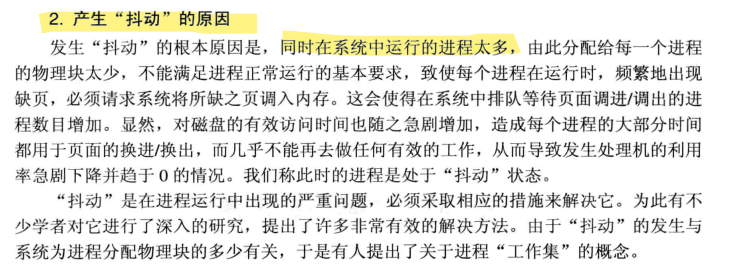 2. 产生“抖动”的原因
发生“抖动”的根本原因是，同时在系统中运行的进程太多，由此分配给每一个进程
的物理块太少，不能满足进程正常运行的基本要求，致使每个进程在运行时，频繁地出现
缺页，必须请求系统将所缺之页调入内存。这会使得在系统中排队等待页面调进/调出的进
程数目增加。显然，对磁盘的有效访问时间也随之急剧增加，造成每个进程的大部分时间
都用于页面的换进/换出，而几乎不能再去做任何有效的工作，从而导致发生处理机的利用
率急剧下降并趋于 0 的情况。我们称此时的进程是处于“抖动”状态。
“抖动”是在进程运行中出现的严重问题，必须采取相应的措施来解决它。为此有不
少学者对它进行了深入的研究，提出了许多非常有效的解决方法。由于“抖动”的发生与
系统为进程分配物理块的多少有关，于是有人提出了关于进程“工作集”的概念。